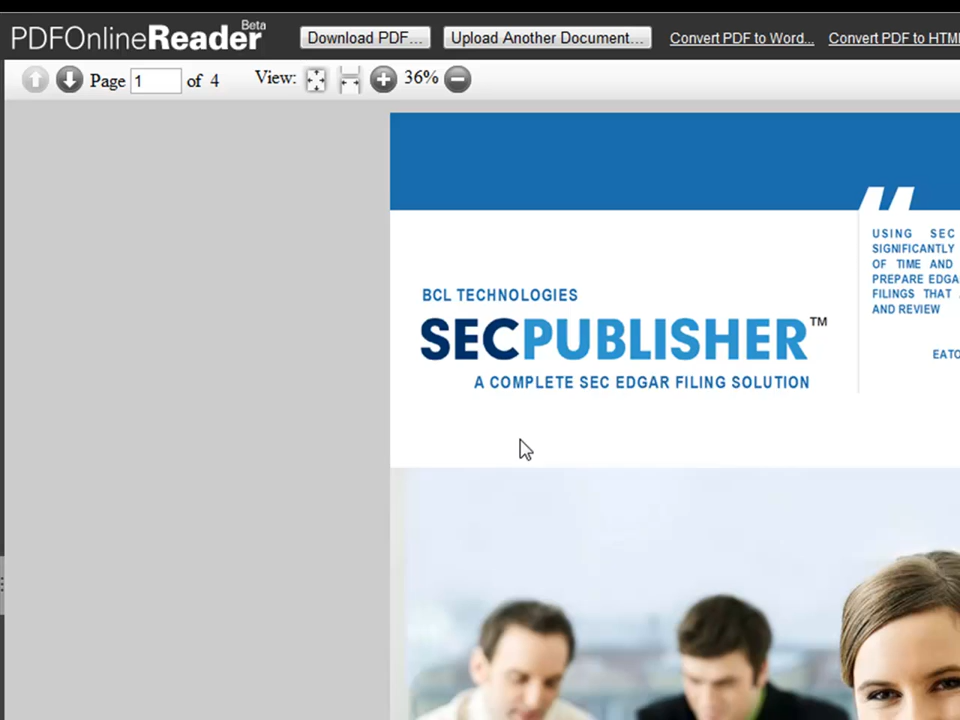 PDFOnlineReader Beta
Download PDF... Upload Another Document... Convert PDF to Word... Convert PDF to HTML
Page 1 of 4 View: 36%
BCL TECHNOLOGIES
SECPUBLISHER™
A COMPLETE SEC EDGAR FILING SOLUTION
"
USING SEC
SIGNIFICANTLY
OF TIME AND
PREPARE EDGA
FILINGS THAT
AND REVIEW
EATO